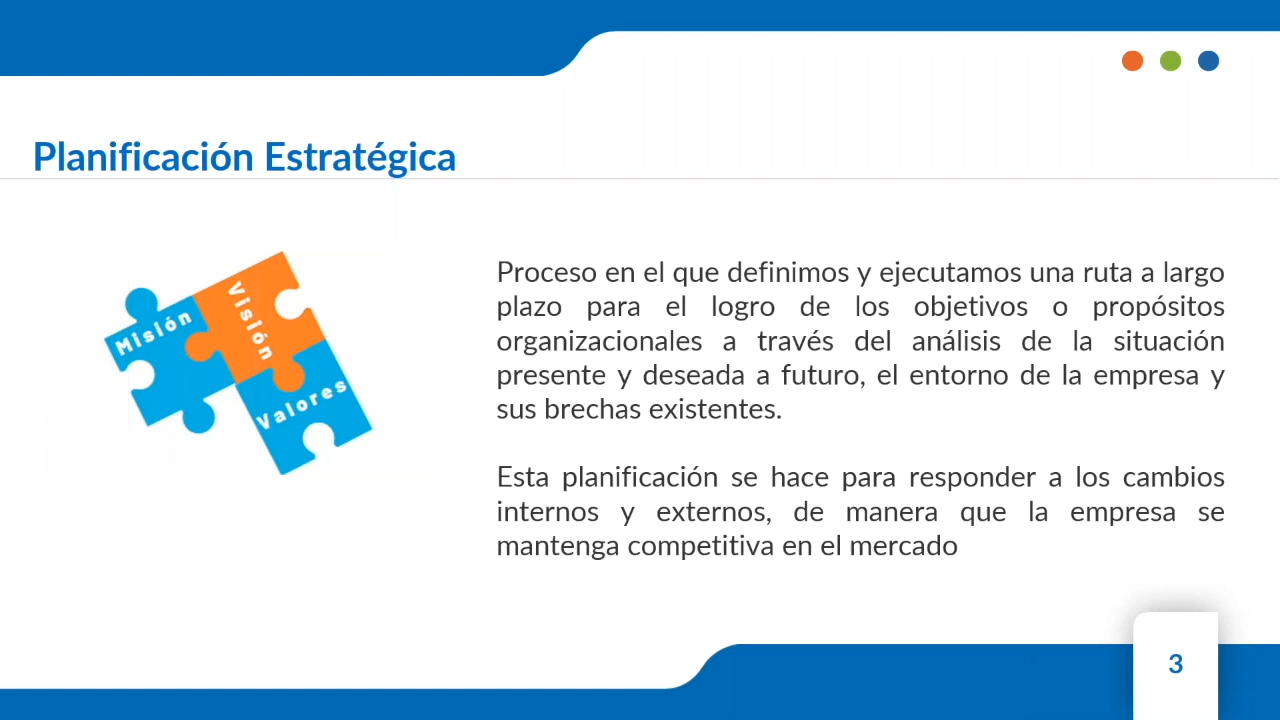 Planificación Estratégica
Misión
Visión
Valores
Proceso en el que definimos y ejecutamos una ruta a largo
plazo para el logro de los objetivos o propósitos
organizacionales a través del análisis de la situación
presente y deseada a futuro, el entorno de la empresa y
sus brechas existentes.
Esta planificación se hace para responder a los cambios
internos y externos, de manera que la empresa se
mantenga competitiva en el mercado
3